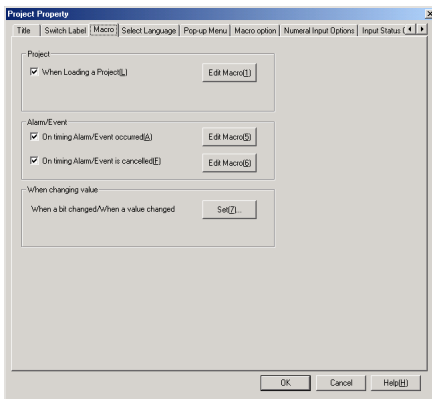 Project Property
Title Switch Label Macro Select Language Pop-up Menu Macro option Numeral Input Options Input Status (
Project
When Loading a Project(L) Edit Macro(1)
Alarm/Event
On timing Alarm/Event occurred(A) Edit Macro(5)
On timing Alarm/Event is cancelled(F) Edit Macro(6)
When changing value
When a bit changed/When a value changed Set(7)...
OK Cancel Help(H)